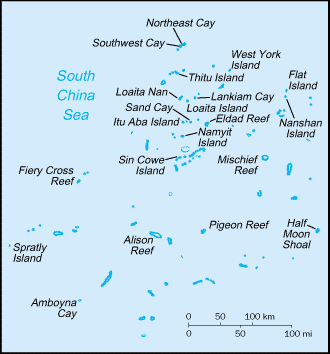 Northeast Cay
Southwest Cay
West York
Island
South
China
Sea
Thitu Island
Flat
Island
Loaita Nan
Lankiam Cay
Sand Cay
Loaita Island
Itu Aba Island
Eldad Reef
Nanshan
Island
Namyit
Island
Sin Cowe
Island
Mischief
Reef
Fiery Cross
Reef
Pigeon Reef
Half
Moon
Shoal
Alison
Reef
Spratly
Island
Amboyna
Cay
0 50 100 km
0 50 100 mi